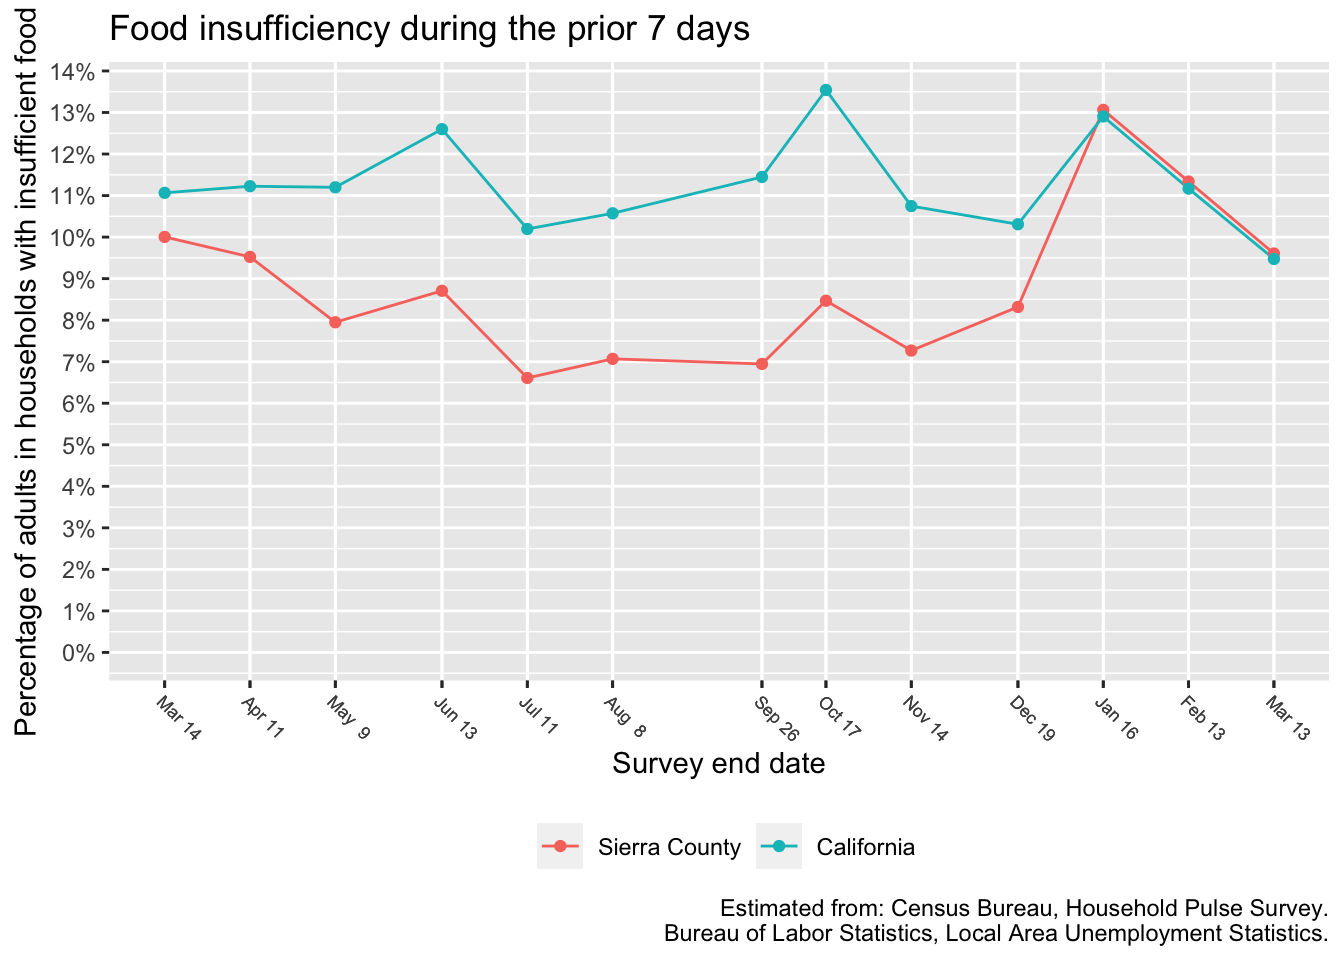 Food insufficiency during the prior 7 days
Percentage of adults in households with insufficient food
14%
13%
12%
11%
10%
9%
8%
7%
6%
5%
4%
3%
2%
1%
0%
Mar 14
Apr 11
May 9
Jun 13
Jul 11
Aug 8
Sep 26
Oct 17
Nov 14
Dec 19
Jan 16
Feb 13
Mar 13
Survey end date
Sierra County
California
Estimated from: Census Bureau, Household Pulse Survey.
Bureau of Labor Statistics, Local Area Unemployment Statistics.